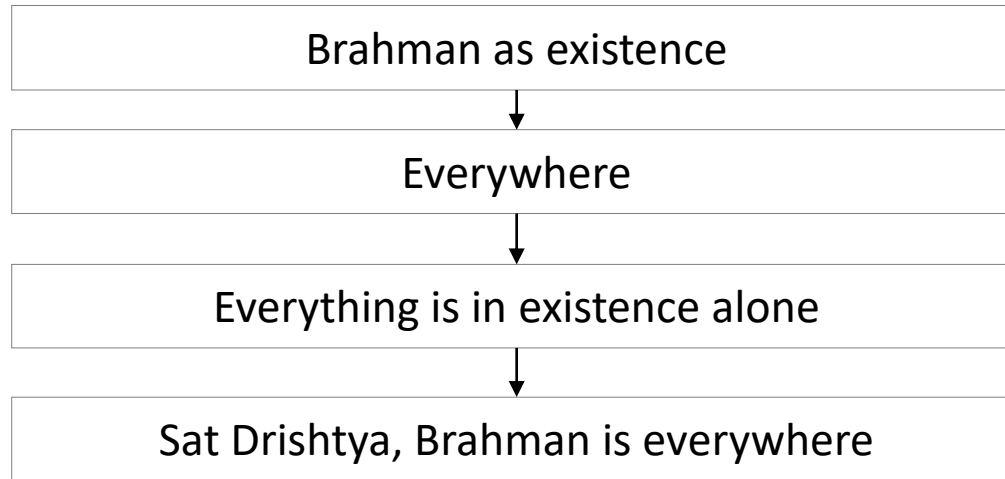 Brahman as existence
Everywhere
Everything is in existence alone
Sat Drishtya, Brahman is everywhere